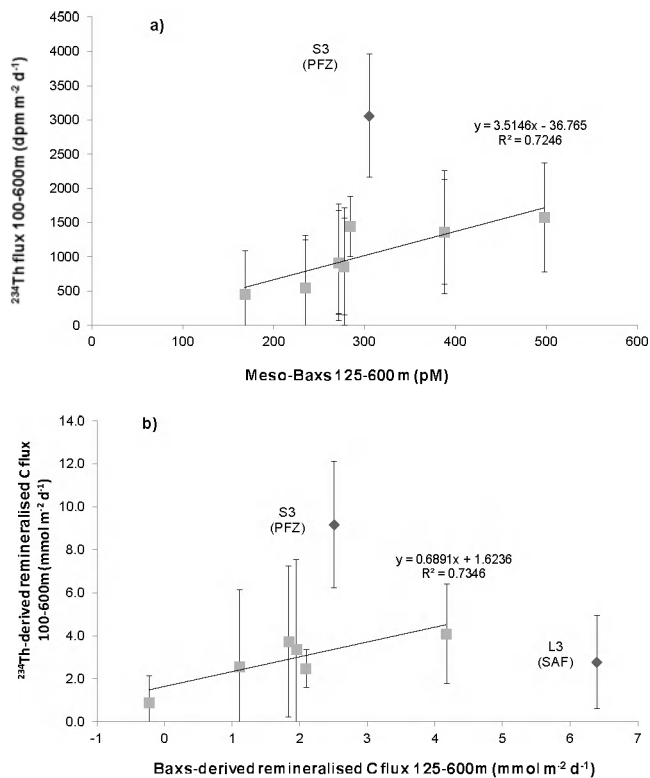 a)
4500
4000
3500
3000
2500
2000
1500
1000
500
0
²³⁴Th flux 100-600m (dpm m⁻² d⁻¹)
S3
(PFZ)
y = 3.5146x - 36.765
R² = 0.7246
0 100 200 300 400 500 600
Meso-Baxs 125-600m (pM)
b)
14.0
12.0
10.0
8.0
6.0
4.0
2.0
0.0
²³⁴Th-derived remineralised C flux
100-600m (mmol m⁻² d⁻¹)
S3
(PFZ)
y = 0.6891x + 1.6236
R² = 0.7346
L3
(SAF)
-1 0 1 2 3 4 5 6 7
Baxs-derived remineralised C flux 125-600m (mmol m⁻² d⁻¹)